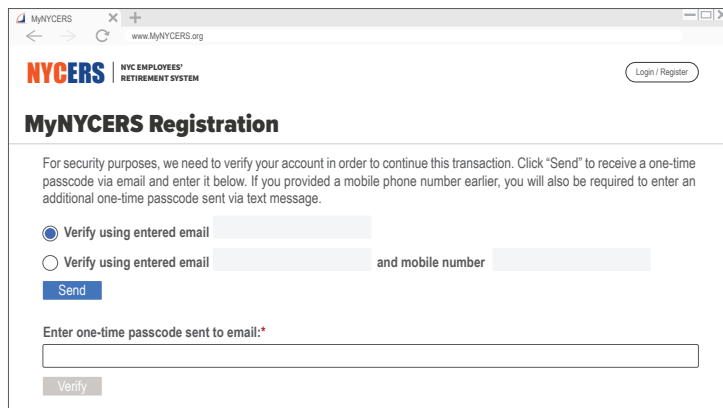 MyNYCERS
www.MyNYCERS.org
NYCERS NYC EMPLOYEES' RETIREMENT SYSTEM
Login / Register
MyNYCERS Registration
For security purposes, we need to verify your account in order to continue this transaction. Click “Send” to receive a one-time
passcode via email and enter it below. If you provided a mobile phone number earlier, you will also be required to enter an
additional one-time passcode sent via text message.
Verify using entered email
Verify using entered email and mobile number
Send
Enter one-time passcode sent to email:*
Verify